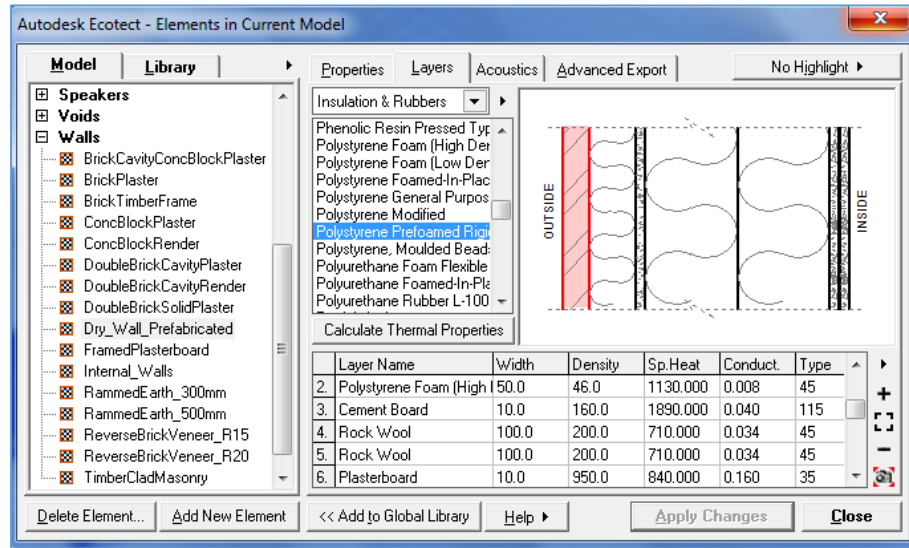 Autodesk Ecotect - Elements in Current Model
Model Library
Speakers
Voids
Walls
BrickCavityConcBlockPlaster
BrickPlaster
BrickTimberFrame
ConcBlockPlaster
ConcBlockRender
DoubleBrickCavityPlaster
DoubleBrickCavityRender
DoubleBrickSolidPlaster
Dry_Wall_Prefabricated
FramedPlasterboard
Internal_Walls
RammedEarth_300mm
RammedEarth_500mm
ReverseBrickVeneer_R15
ReverseBrickVeneer_R20
TimberCladMasonry
Delete Element... Add New Element
Properties Layers Acoustics Advanced Export No Highlight
Insulation & Rubbers
Phenolic Resin Pressed Typ
Polystyrene Foam (High Der
Polystyrene Foam (Low Der
Polystyrene Foamed-In-Plac
Polystyrene General Purpos
Polystyrene Modified
Polystyrene Prefoamed Rigi
Polystyrene, Moulded Bead
Polyurethane Foam Flexible
Polyurethane Foamed-In-Pla
Polyurethane Rubber L-100
Calculate Thermal Properties
OUTSIDE
INSIDE
Layer Name Width Density Sp.Heat Conduct. Type
2. Polystyrene Foam (High 50.0 46.0 1130.000 0.008 45
3. Cement Board 10.0 160.0 1890.000 0.040 115
4. Rock Wool 100.0 200.0 710.000 0.034 45
5. Rock Wool 100.0 200.0 710.000 0.034 45
6. Plasterboard 10.0 950.0 840.000 0.160 35
<< Add to Global Library Help Apply Changes Close